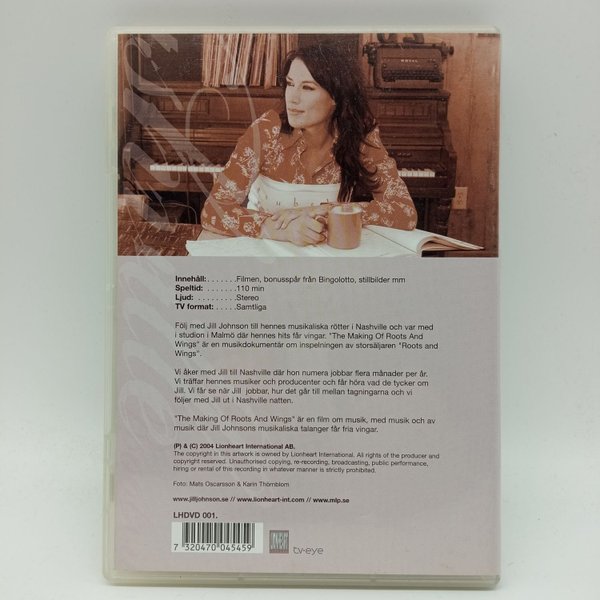 Innehåll:. . . . . . .Filmen, bonusspår från Bingolotto, stillbilder mm
Speltid: . . . . . . .110 min
Ljud: . . . . . . . . .Stereo
TV format:. . . . .Samtliga
Följ med Jill Johnson till hennes musikaliska rötter i Nashville och var med
i studion i Malmö där hennes hits får vingar. "The Making Of Roots And
Wings" är en musikdokumentär om inspelningen av storsäljaren "Roots and
Wings".
Vi åker med Jill till Nashville där hon numera jobbar flera månader per år.
Vi träffar hennes musiker och producenter och får höra vad de tycker om
Jill. Vi får se när Jill jobbar, hur det går till mellan tagningarna och vi
följer med Jill ut i Nashville natten.
"The Making Of Roots And Wings" är en film om musik, med musik och av
musik där Jill Johnsons musikaliska talanger får fria vingar.
(P) & (C) 2004 Lionheart International AB.
The copyright in this artwork is owned by Lionheart International. All rights of the producer and copyright
reserved. Unauthorised copying, re-recording, broadcasting, public performance,
hiring or rental of this recording in whatever manner is strictly prohibited.
Foto: Mats Oscarsson & Karin Thörnblom
www.jilljohnson.se // www.lionheart-int.com // www.mlp.se
LHDVD 001.
7 320470 045459
tv-eye